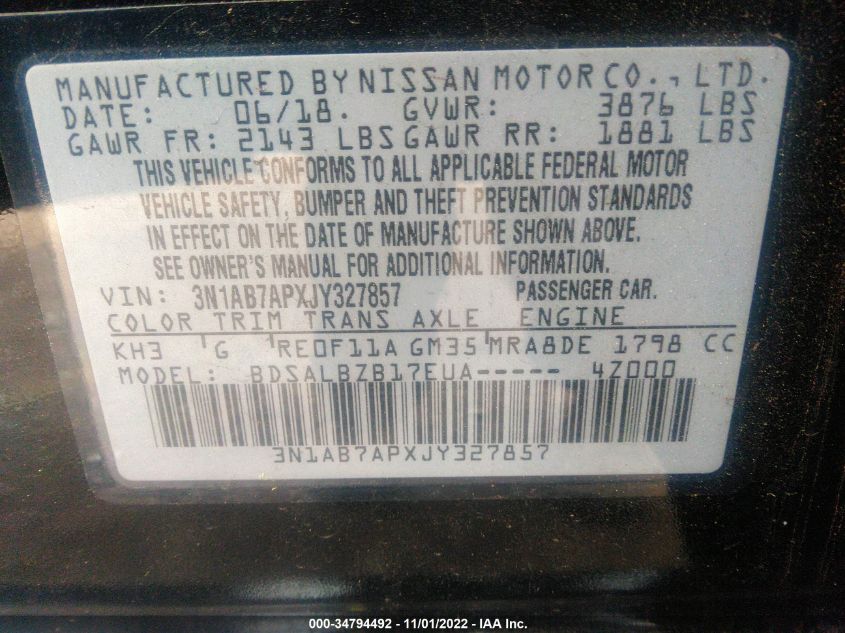 MANUFACTURED BY NISSAN MOTOR CO., LTD.
DATE: 06/18. GVWR: 3876 LBS
GAWR FR: 2143 LBS GAWR RR: 1881 LBS
THIS VEHICLE CONFORMS TO ALL APPLICABLE FEDERAL MOTOR
VEHICLE SAFETY, BUMPER AND THEFT PREVENTION STANDARDS
IN EFFECT ON THE DATE OF MANUFACTURE SHOWN ABOVE.
SEE OWNER'S MANUAL FOR ADDITIONAL INFORMATION.
VIN: 3N1AB7APXJY327857 PASSENGER CAR.
COLOR TRIM TRANS AXLE ENGINE
KH3 G RE0F11A GM35 MRA8DE 1798 CC
MODEL: BDSALBZB17EUA----- 4Z000
3N1AB7APXJY327857
000-34794492 - 11/01/2022 - IAA Inc.